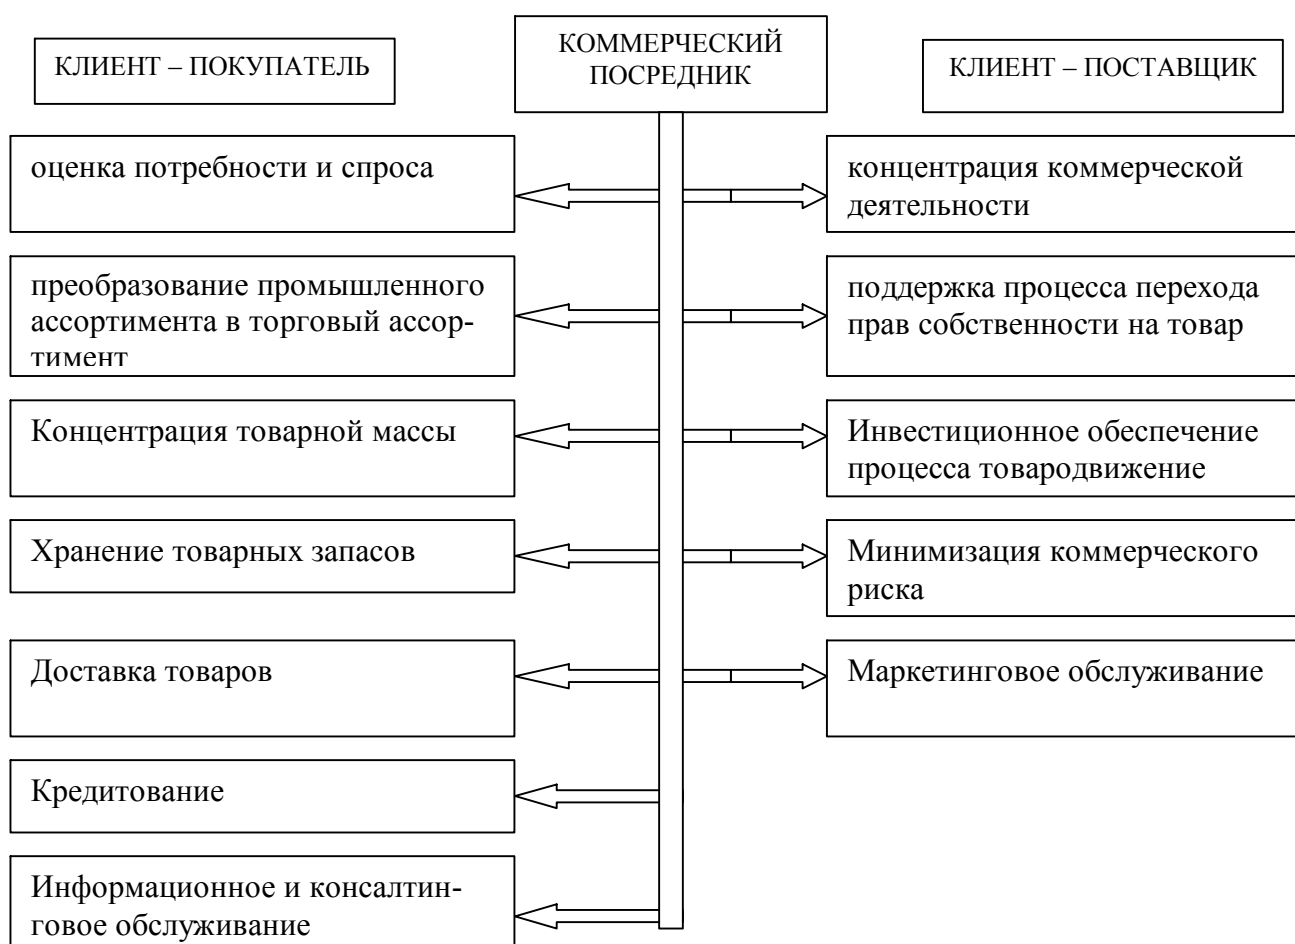 КЛИЕНТ – ПОКУПАТЕЛЬ
КОММЕРЧЕСКИЙ
ПОСРЕДНИК
КЛИЕНТ – ПОСТАВЩИК
оценка потребности и спроса
концентрация коммерческой
деятельности
преобразование промышленного
ассортимента в торговый ассор-
тимент
поддержка процесса перехода
прав собственности на товар
Концентрация товарной массы
Инвестиционное обеспечение
процесса товародвижение
Хранение товарных запасов
Минимизация коммерческого
риска
Доставка товаров
Маркетинговое обслуживание
Кредитование
Информационное и консалтин-
говое обслуживание